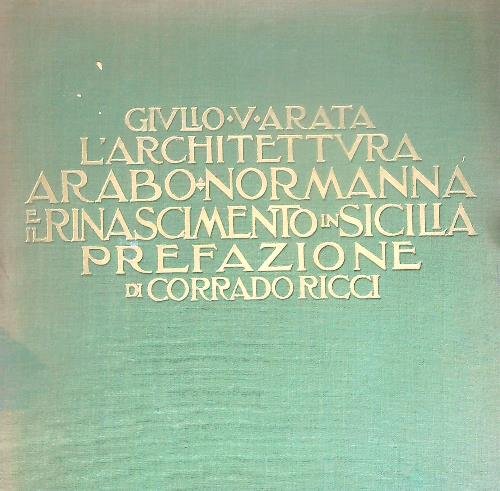 GIVLIO·V·ARATA
L'ARCHITETTVRA
ARABO·NORMANNA
E IL RINASCIMENTO IN SICILIA
PREFAZIONE
DI CORRADO RICCI